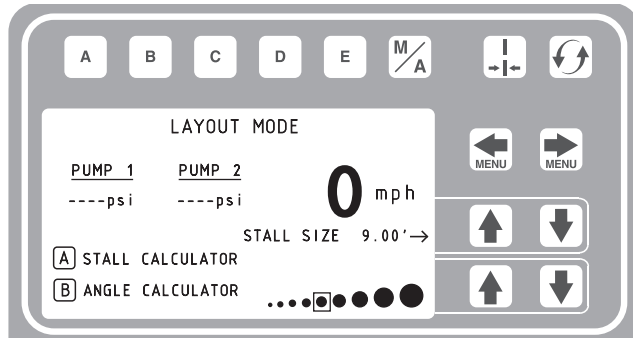 A B C D E M/A
LAYOUT MODE
MENU MENU
PUMP 1 PUMP 2
----psi ----psi
0 mph
STALL SIZE 9.00'→
A STALL CALCULATOR
B ANGLE CALCULATOR